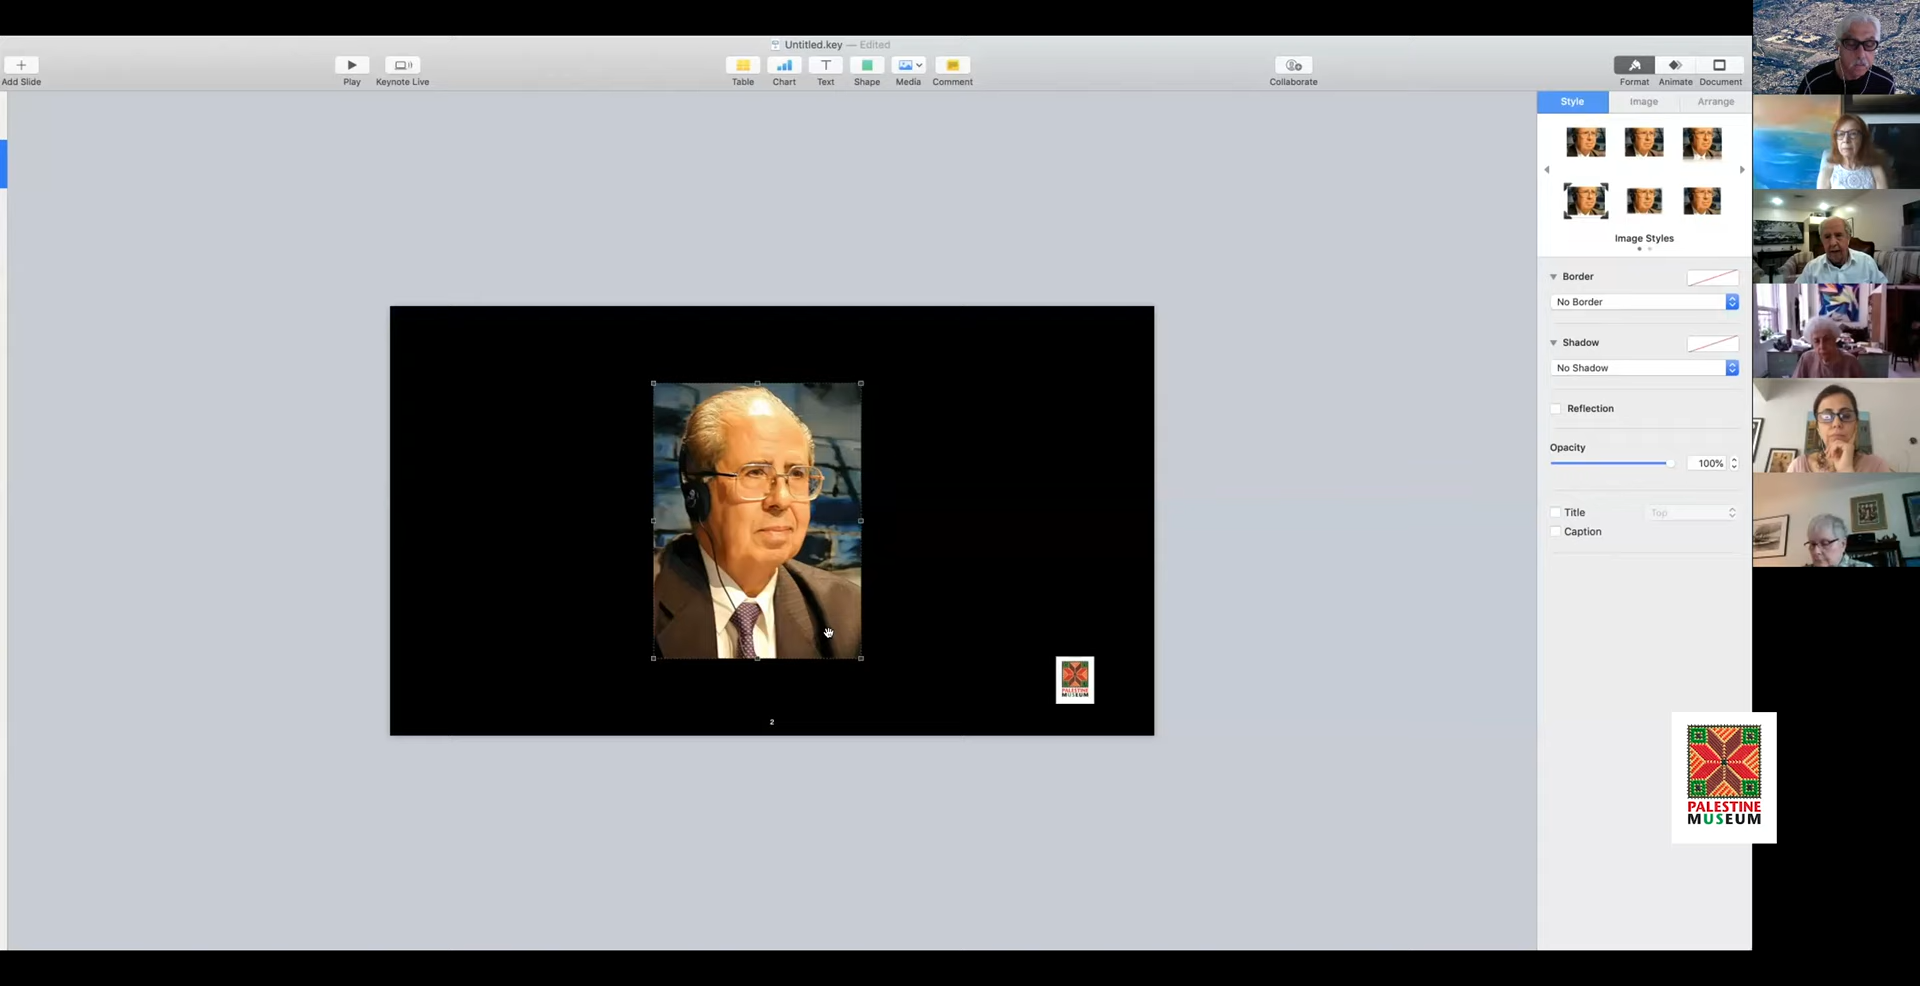 Untitled.key — Edited
Add Slide
Play
Keynote Live
Table
Chart
Text
Shape
Media
Comment
Collaborate
Format
Animate
Document
Style
Image
Arrange
Image Styles
Border
No Border
Shadow
No Shadow
Reflection
Opacity
100%
Title
Top
Caption
PALESTINE
MUSEUM
2
PALESTINE
MUSEUM